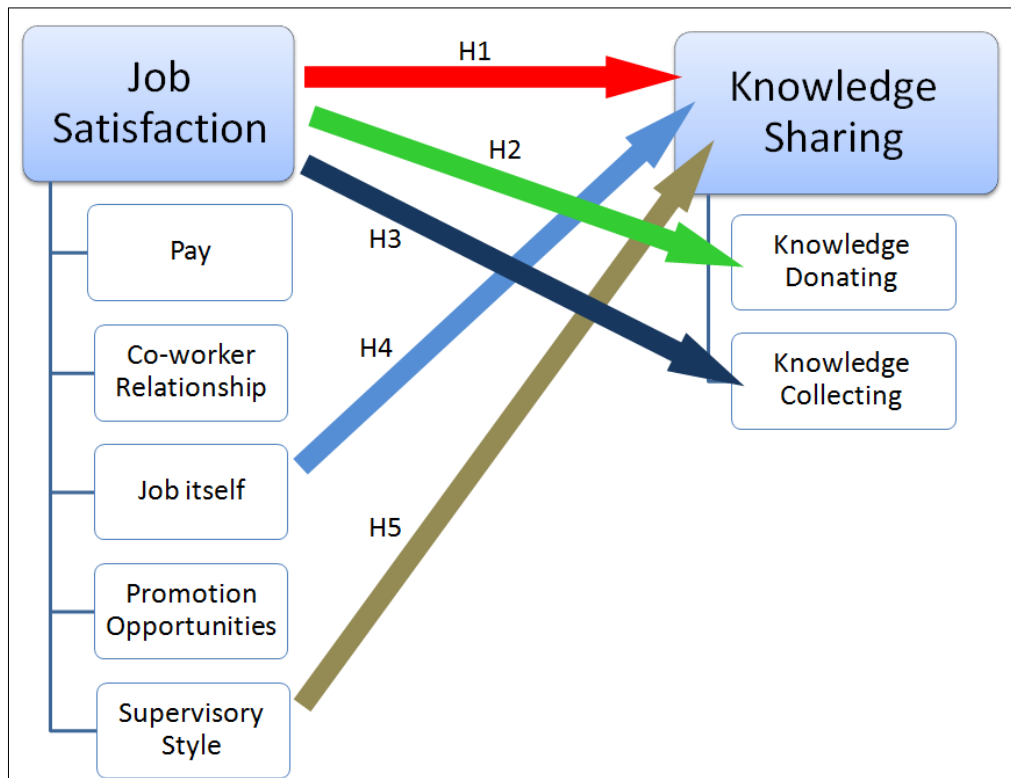 Job
Satisfaction
Pay
Co-worker
Relationship
Job itself
Promotion
Opportunities
Supervisory
Style
H1
H2
H3
H4
H5
Knowledge
Sharing
Knowledge
Donating
Knowledge
Collecting